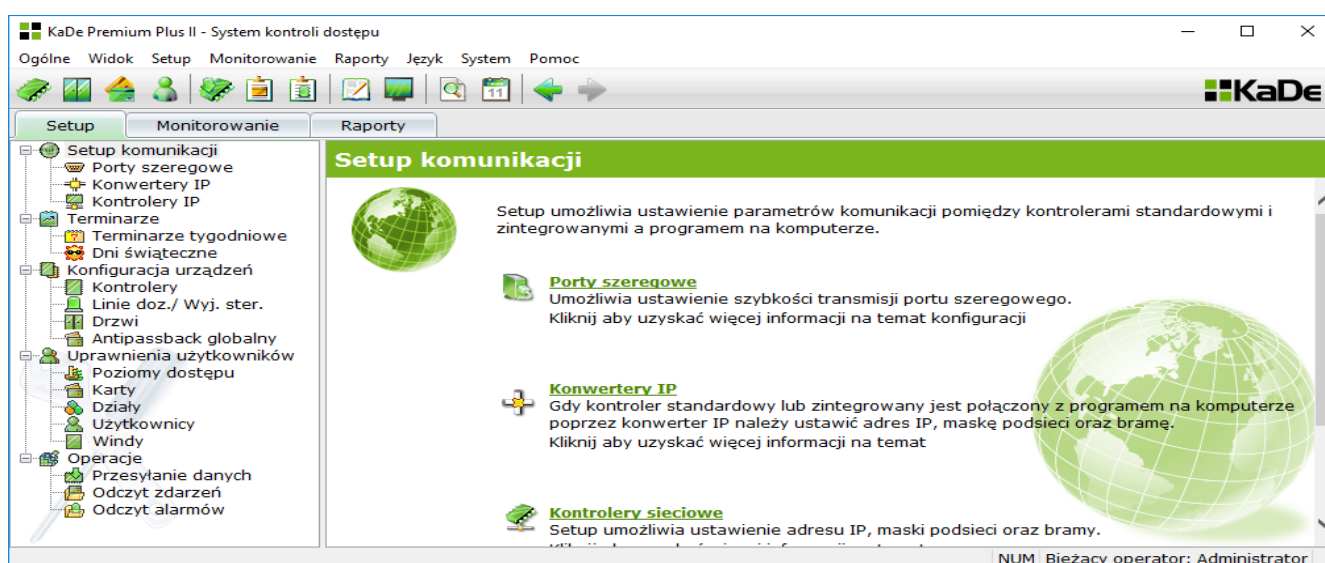 KaDe Premium Plus II - System kontroli dostępu
Ogólne Widok Setup Monitorowanie Raporty Język System Pomoc
11
KaDe
Setup Monitorowanie Raporty
Setup komunikacji
Porty szeregowe
Konwertery IP
Kontrolery IP
Terminarze
Terminarze tygodniowe
Dni świąteczne
Konfiguracja urządzeń
Kontrolery
Linie doz./ Wyj. ster.
Drzwi
Antipassback globalny
Uprawnienia użytkowników
Poziomy dostępu
Karty
Działy
Użytkownicy
Windy
Operacje
Przesyłanie danych
Odczyt zdarzeń
Odczyt alarmów
Setup komunikacji
Setup umożliwia ustawienie parametrów komunikacji pomiędzy kontrolerami standardowymi i
zintegrowanymi a programem na komputerze.
Porty szeregowe
Umożliwia ustawienie szybkości transmisji portu szeregowego.
Kliknij aby uzyskać więcej informacji na temat konfiguracji
Konwertery IP
Gdy kontroler standardowy lub zintegrowany jest połączony z programem na komputerze
poprzez konwerter IP należy ustawić adres IP, maskę podsieci oraz bramę.
Kliknij aby uzyskać więcej informacji na temat
Kontrolery sieciowe
Setup umożliwia ustawienie adresu IP, maski podsieci oraz bramy.
NUM Bieżący operator: Administrator